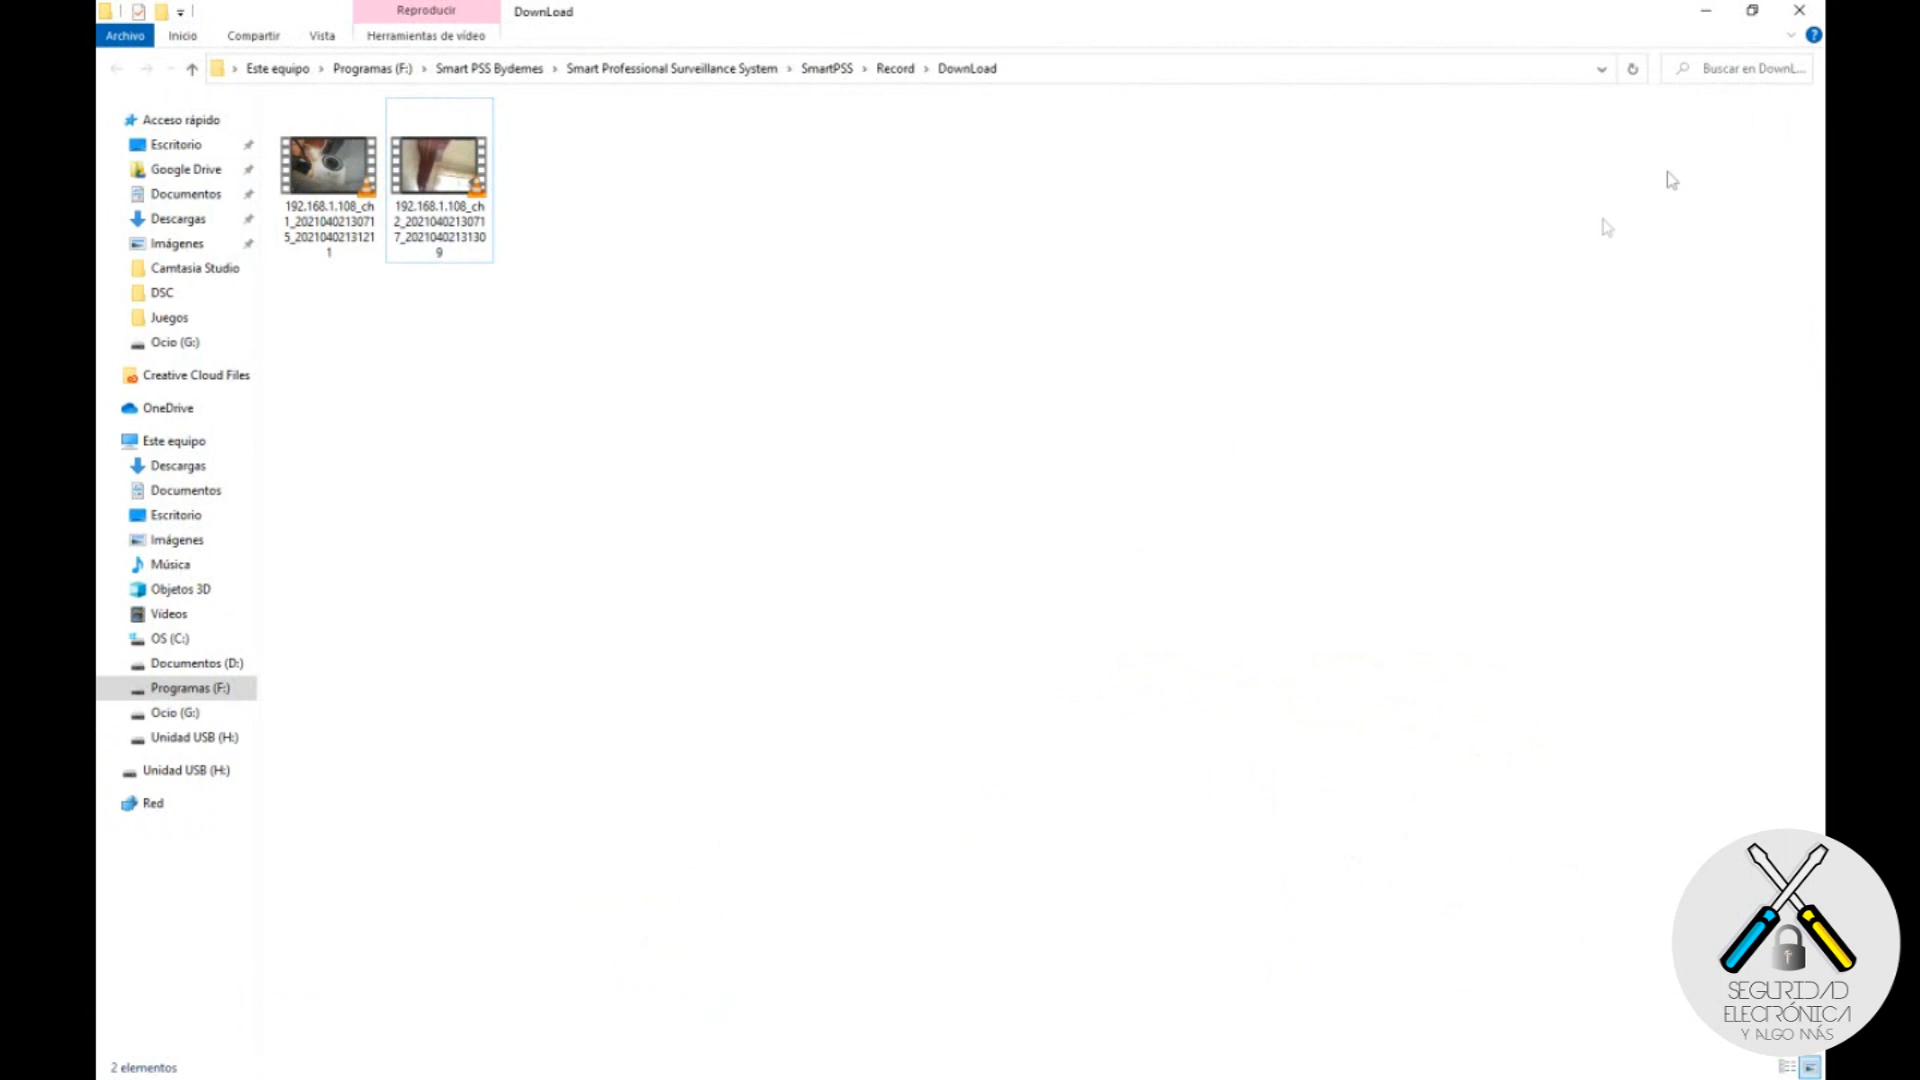 Reproducir
DownLoad
Archivo
Inicio
Compartir
Vista
Herramientas de vídeo
Este equipo › Programas (F:) › Smart PSS Bydemes › Smart Professional Surveillance System › SmartPSS › Record › DownLoad
Buscar en DownL...
Acceso rápido
Escritorio
Google Drive
Documentos
Descargas
Imágenes
Camtasia Studio
DSC
Juegos
Ocio (G:)
Creative Cloud Files
OneDrive
Este equipo
Descargas
Documentos
Escritorio
Imágenes
Música
Objetos 3D
Vídeos
OS (C:)
Documentos (D:)
Programas (F:)
Ocio (G:)
Unidad USB (H:)
Unidad USB (H:)
Red
192.168.1.108_ch
1_2021040213071
5_2021040213121
1
192.168.1.108_ch
2_2021040213071
7_2021040213130
9
2 elementos
SEGURIDAD
ELECTRÓNICA
Y ALGO MÁS